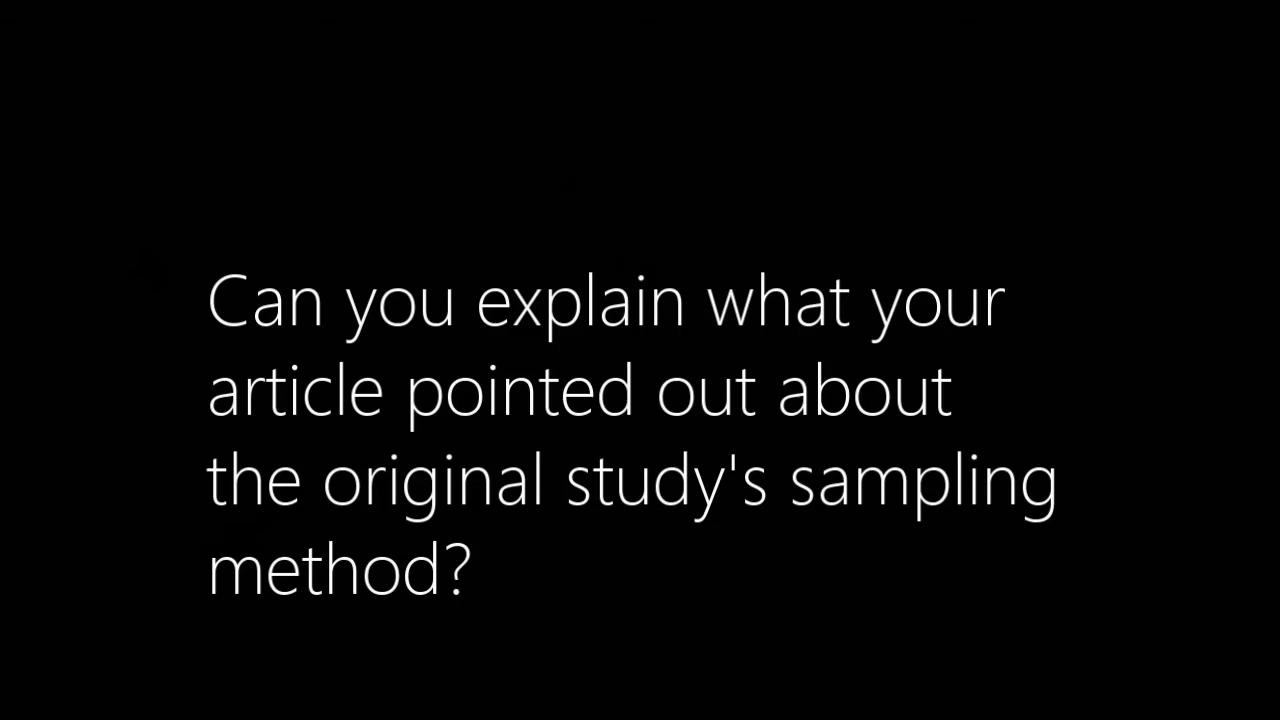 Can you explain what your
article pointed out about
the original study's sampling
method?